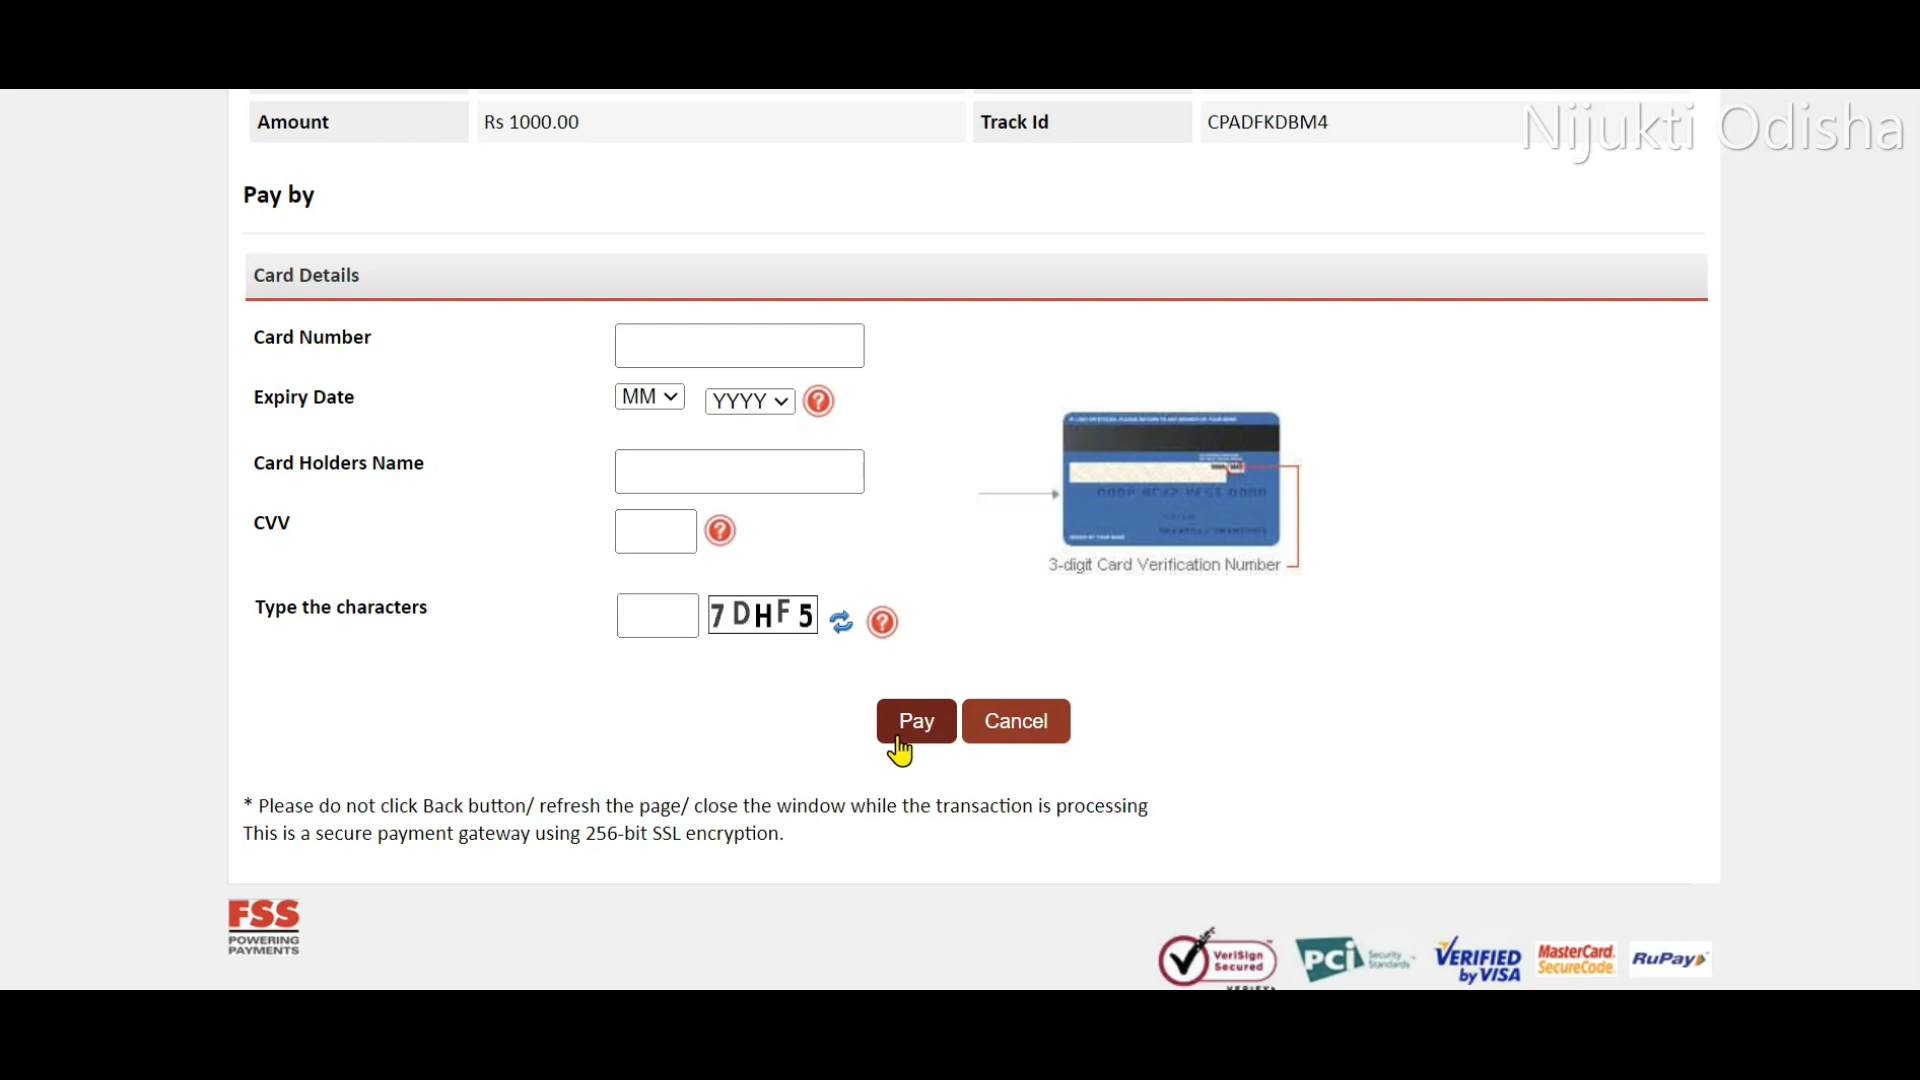 Amount Rs 1000.00 Track Id CPADFKDBM4
Nijukti Odisha
Pay by
Card Details
Card Number
Expiry Date MM YYYY ?
Card Holders Name
CVV ?
3-digit Card Verification Number
Type the characters 7DHF5 ?
Pay Cancel
* Please do not click Back button/ refresh the page/ close the window while the transaction is processing
This is a secure payment gateway using 256-bit SSL encryption.
FSS
POWERING
PAYMENTS
VeriSign
Secured
PCi Security
Standards
VERIFIED
by VISA
MasterCard.
SecureCode.
RuPay